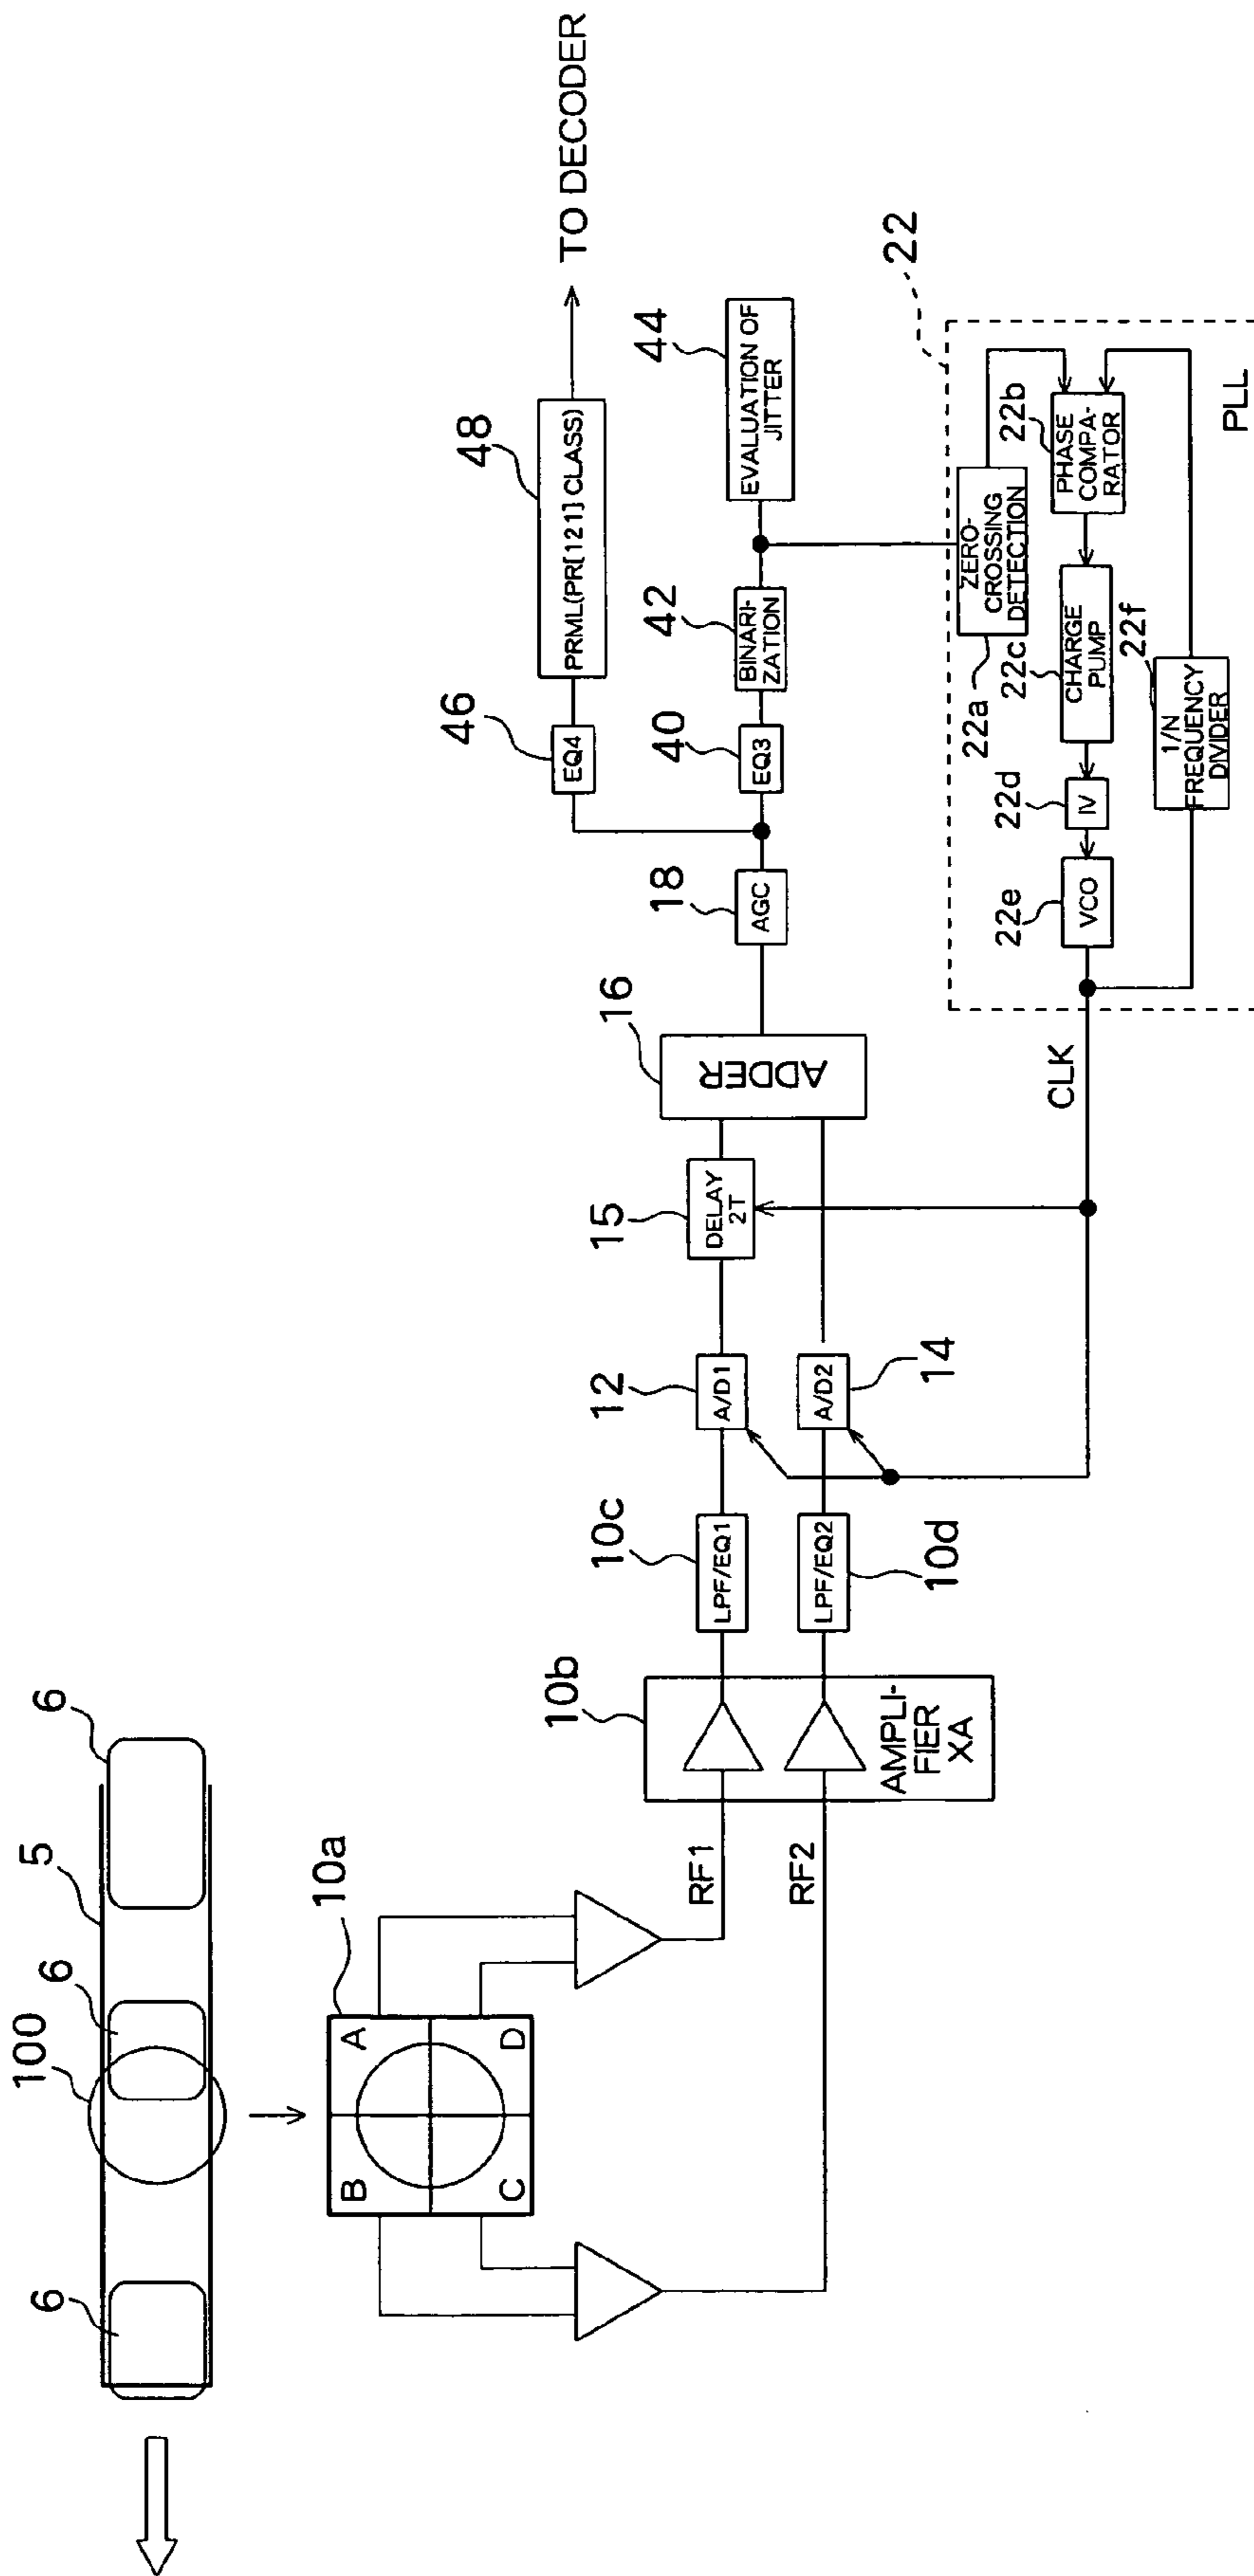 6
100
6
5
6
10a
A
B
C
D
RF1
RF2
10b
AMPLI-
FIER
XA
10c
LPF/EQ1
LPF/EQ2
10d
12
A/D1
A/D2
14
15
DELAY
2T
16
ADDER
18
AGC
46
EQ4
40
EQ3
48
PRML(PR[121] CLASS)
TO DECODER
42
BINARI-
ZATION
44
EVALUATION OF
JITTER
22
ZERO-
CROSSING
DETECTION
22a
22b
PHASE
COMPA-
RATOR
22c
CHARGE
PUMP
22d
IV
22e
VCO
22f
1/N
FREQUENCY
DIVIDER
PLL
CLK